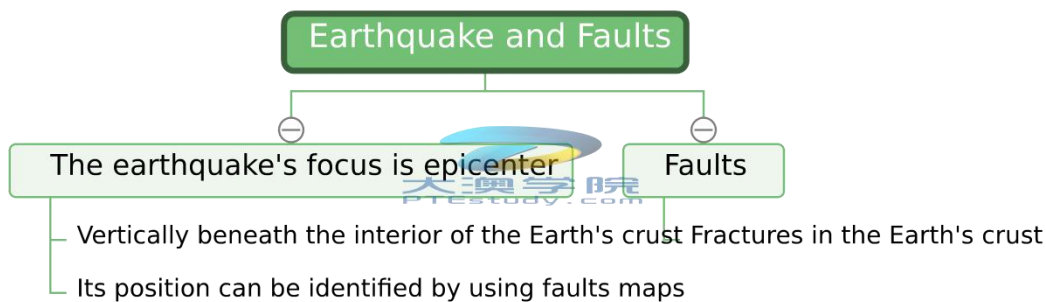 Earthquake and Faults
The earthquake's focus is epicenter
Faults
大澳学院
PTEstudy.com
Vertically beneath the interior of the Earth's crust
Fractures in the Earth's crust
Its position can be identified by using faults maps